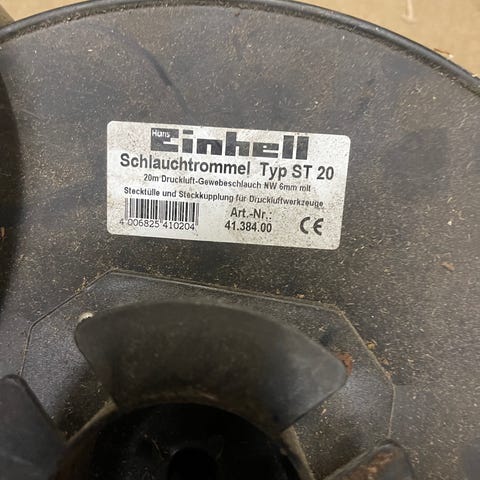 Hans
Einhell
Schlauchtrommel Typ ST 20
20m Druckluft-Gewebeschlauch NW 6mm mit
Stecktülle und Steckkupplung für Druckluftwerkzeuge
Art.-Nr.:
4 006825 410204 41.384.00 CE